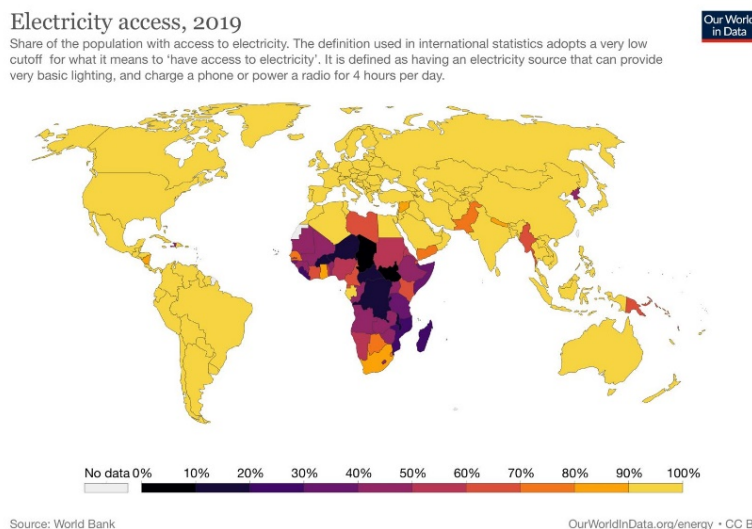 Electricity access, 2019
Our World
in Data
Share of the population with access to electricity. The definition used in international statistics adopts a very low
cutoff for what it means to 'have access to electricity'. It is defined as having an electricity source that can provide
very basic lighting, and charge a phone or power a radio for 4 hours per day.
No data 0% 10% 20% 30% 40% 50% 60% 70% 80% 90% 100%
Source: World Bank
OurWorldInData.org/energy • CC B